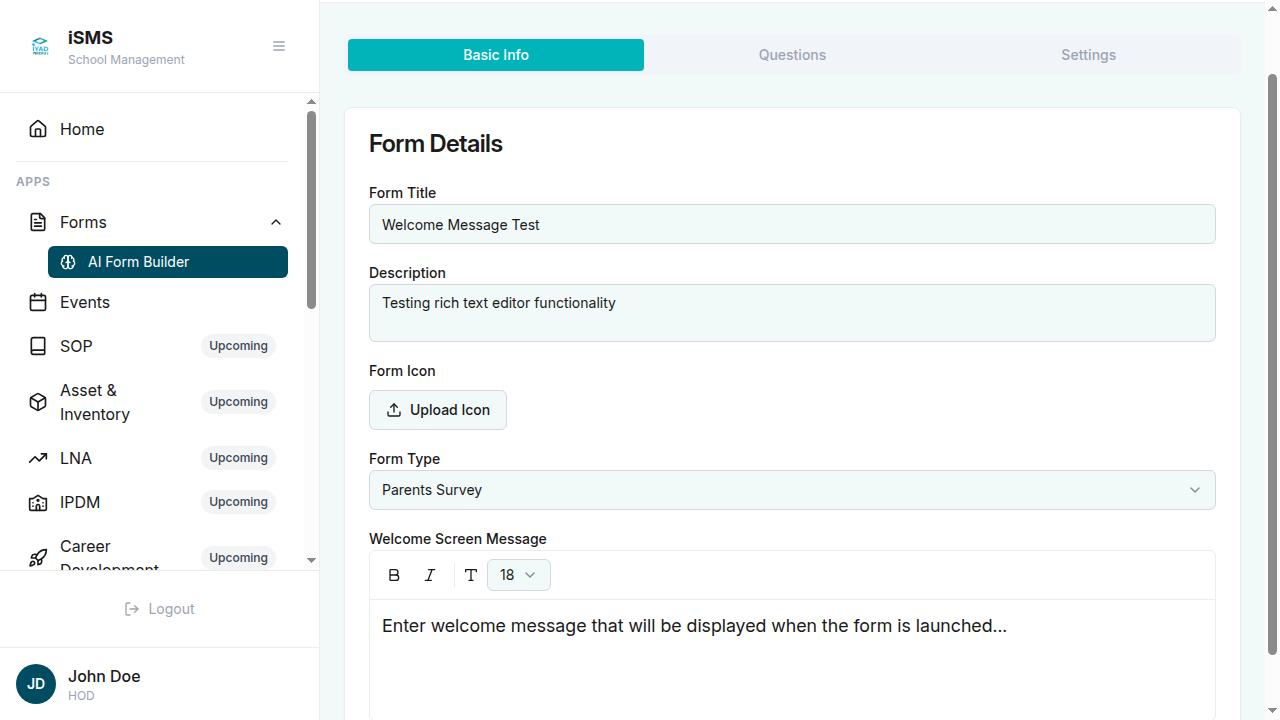 iSMS
School Management
IYAD
Home
APPS
Forms
AI Form Builder
Events
SOP
Upcoming
Asset &
Inventory
Upcoming
LNA
Upcoming
IPDM
Upcoming
Career
Development
Upcoming
Logout
JD
John Doe
HOD
Basic Info
Questions
Settings
Form Details
Form Title
Welcome Message Test
Description
Testing rich text editor functionality
Form Icon
Upload Icon
Form Type
Parents Survey
Welcome Screen Message
18
Enter welcome message that will be displayed when the form is launched...